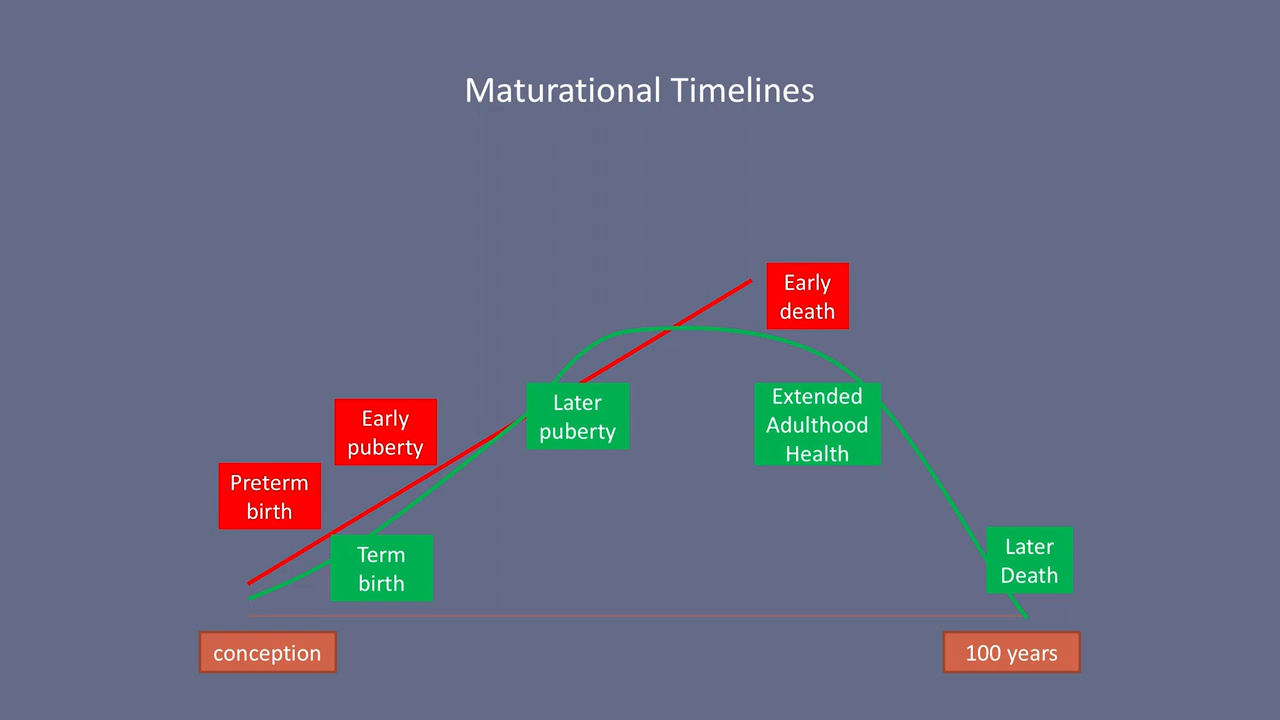 Maturational Timelines
Early
death
Early
puberty
Later
puberty
Extended
Adulthood
Health
Preterm
birth
Term
birth
Later
Death
conception
100 years